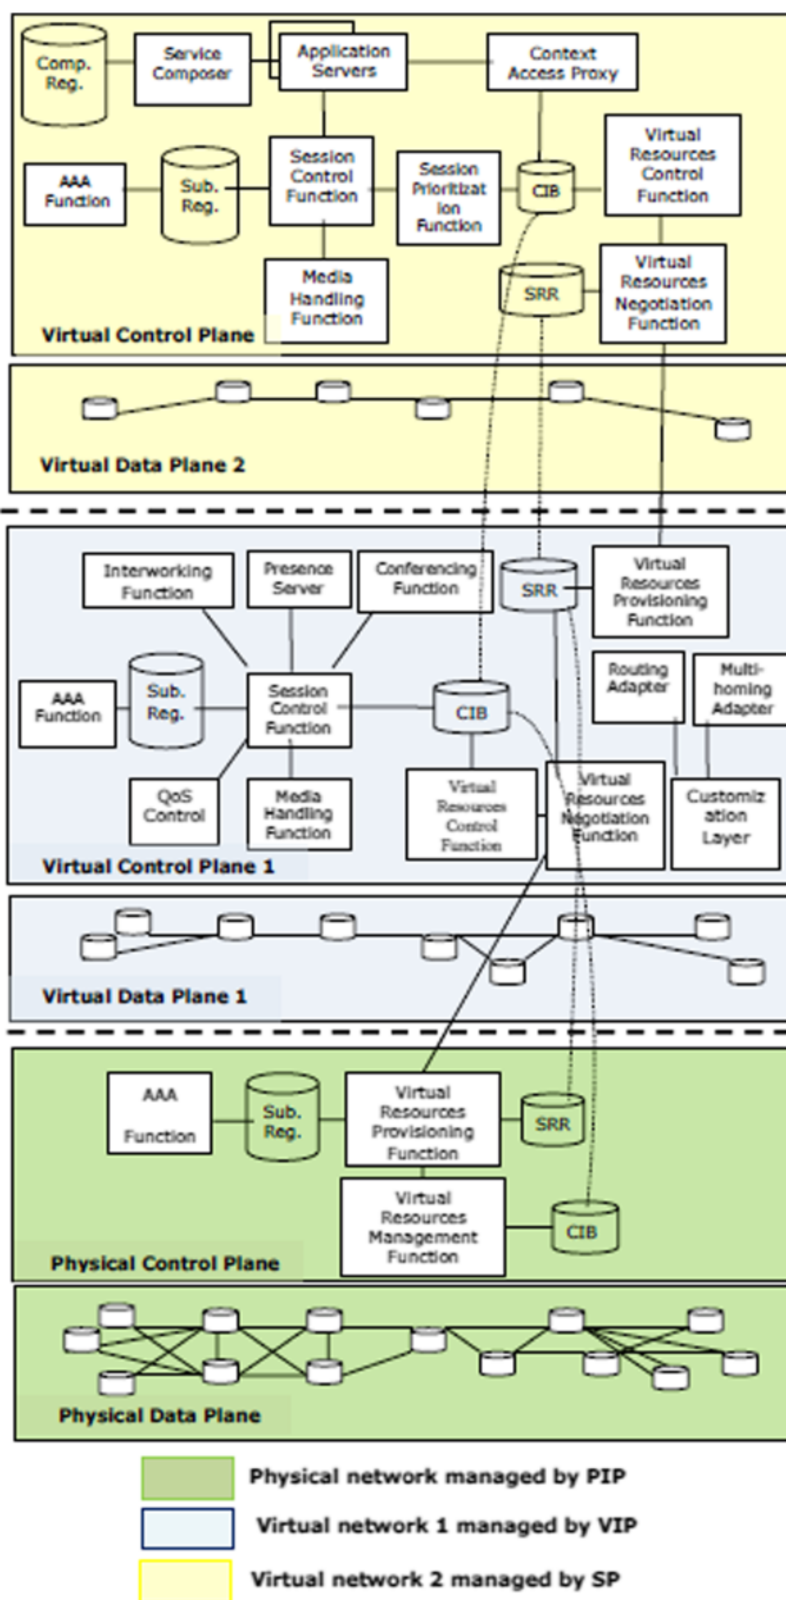 Comp.
Reg.
Service
Composer
Application
Servers
Context
Access Proxy
AAA
Function
Sub.
Reg.
Session
Control
Function
Session
Prioritizat
ion
Function
CIB
Virtual
Resources
Control
Function
Media
Handling
Function
SRR
Virtual
Resources
Negotiation
Function
Virtual Control Plane
Virtual Data Plane 2
Interworking
Function
Presence
Server
Conferencing
Function
SRR
Virtual
Resources
Provisioning
Function
AAA
Function
Sub.
Reg.
Session
Control
Function
CIB
Routing
Adapter
Multi-
homing
Adapter
QoS
Control
Media
Handling
Function
Virtual
Resources
Control
Function
Virtual
Resources
Negotiation
Function
Customiz
ation
Layer
Virtual Control Plane 1
Virtual Data Plane 1
AAA
Function
Sub.
Reg.
Virtual
Resources
Provisioning
Function
SRR
Virtual
Resources
Management
Function
CIB
Physical Control Plane
Physical Data Plane
Physical network managed by PIP
Virtual network 1 managed by VIP
Virtual network 2 managed by SP